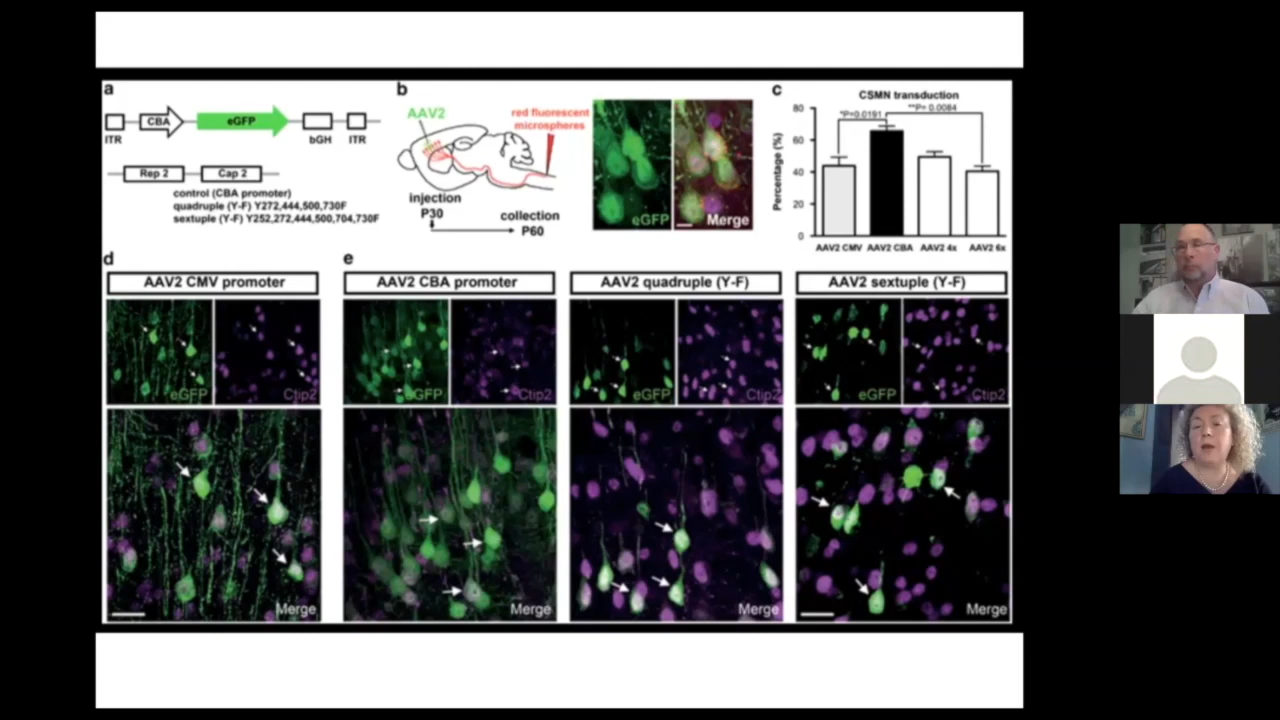 a
CBA
eGFP
ITR
bGH
ITR
Rep 2
Cap 2
control (CBA promoter)
quadruple (Y-F) Y272,444,500,730F
sextuple (Y-F) Y252,272,444,500,704,730F
b
AAV2
red fluorescent
microspheres
injection
P30
collection
P60
eGFP
Merge
c
CSMN transduction
*P=0.0191
**P= 0.0084
Percentage (%)
80
60
40
20
0
AAV2 CMV
AAV2 CBA
AAV2 4x
AAV2 6x
d
AAV2 CMV promoter
eGFP
Ctip2
Merge
e
AAV2 CBA promoter
eGFP
Ctip2
Merge
AAV2 quadruple (Y-F)
eGFP
Ctip2
Merge
AAV2 sextuple (Y-F)
eGFP
Ctip2
Merge